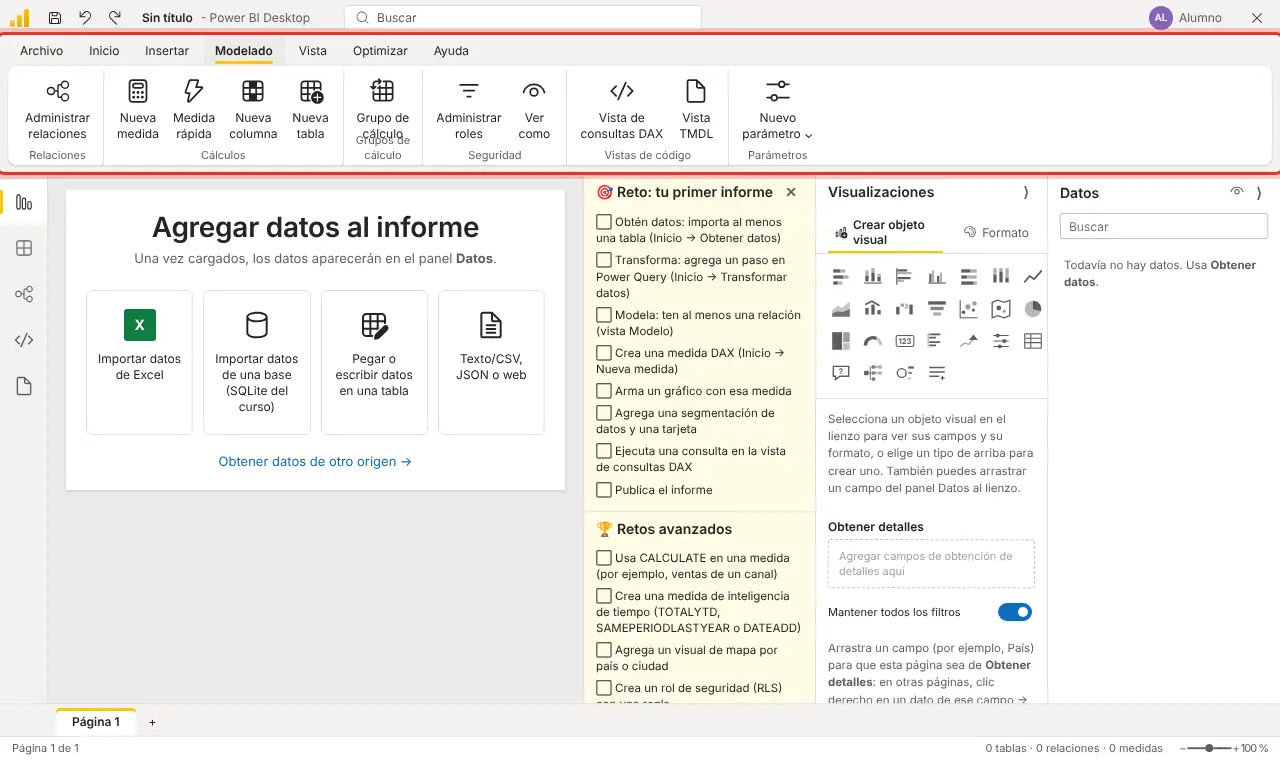 Sin título - Power BI Desktop
Buscar
AL Alumno
Archivo Inicio Insertar Modelado Vista Optimizar Ayuda
Administrar relaciones
Relaciones
Nueva medida
Medida rápida
Nueva columna
Nueva tabla
Cálculos
Grupo de cálculo
Grupos de cálculo
Administrar roles
Ver como
Seguridad
Vista de consultas DAX
Vista TMDL
Vistas de código
Nuevo parámetro
Parámetros
Agregar datos al informe
Una vez cargados, los datos aparecerán en el panel Datos.
X
Importar datos
de Excel
Importar datos
de una base
(SQLite del
curso)
Pegar o
escribir datos
en una tabla
Texto/CSV,
JSON o web
Obtener datos de otro origen →
🎯 Reto: tu primer informe ✕
Obtén datos: importa al menos
una tabla (Inicio → Obtener datos)
Transforma: agrega un paso en
Power Query (Inicio → Transformar
datos)
Modela: ten al menos una relación
(vista Modelo)
Crea una medida DAX (Inicio →
Nueva medida)
Arma un gráfico con esa medida
Agrega una segmentación de
datos y una tarjeta
Ejecuta una consulta en la vista
de consultas DAX
Publica el informe
🏆 Retos avanzados
Usa CALCULATE en una medida
(por ejemplo, ventas de un canal)
Crea una medida de inteligencia
de tiempo (TOTALYTD,
SAMEPERIODLASTYEAR o DATEADD)
Agrega un visual de mapa por
país o ciudad
Crea un rol de seguridad (RLS)
con una regla
Visualizaciones
Crear objeto
visual
Formato
123
Selecciona un objeto visual en el
lienzo para ver sus campos y su
formato, o elige un tipo de arriba para
crear uno. También puedes arrastrar
un campo del panel Datos al lienzo.
Obtener detalles
Agregar campos de obtención de
detalles aquí
Mantener todos los filtros
Arrastra un campo (por ejemplo, País)
para que esta página sea de Obtener
detalles: en otras páginas, clic
derecho en un dato de ese campo →
Datos
Buscar
Todavía no hay datos. Usa Obtener
datos.
Página 1 +
Página 1 de 1
0 tablas · 0 relaciones · 0 medidas
− + 100 %